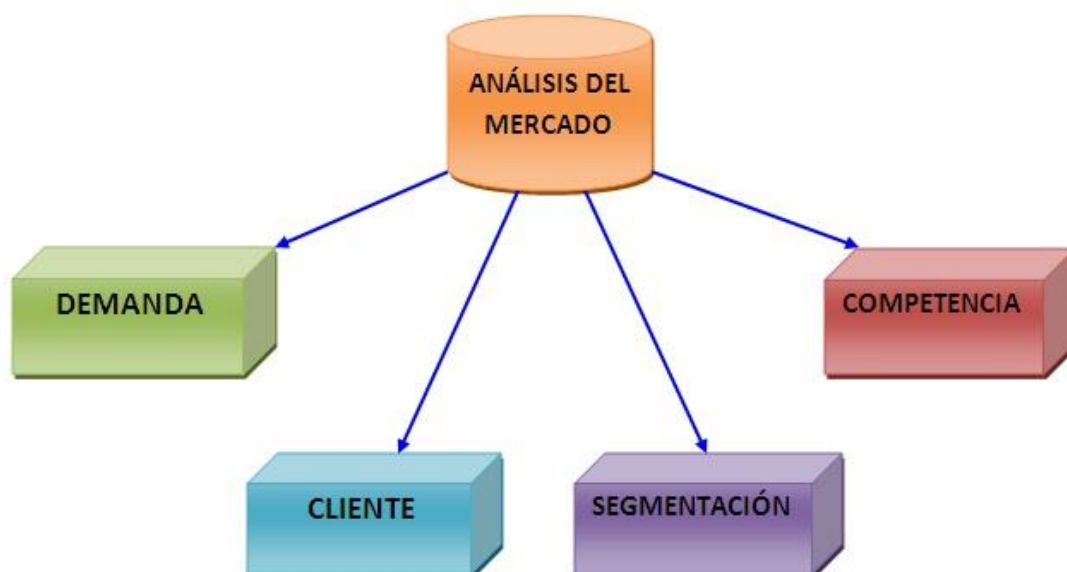 ANÁLISIS DEL
MERCADO
DEMANDA
COMPETENCIA
CLIENTE
SEGMENTACIÓN